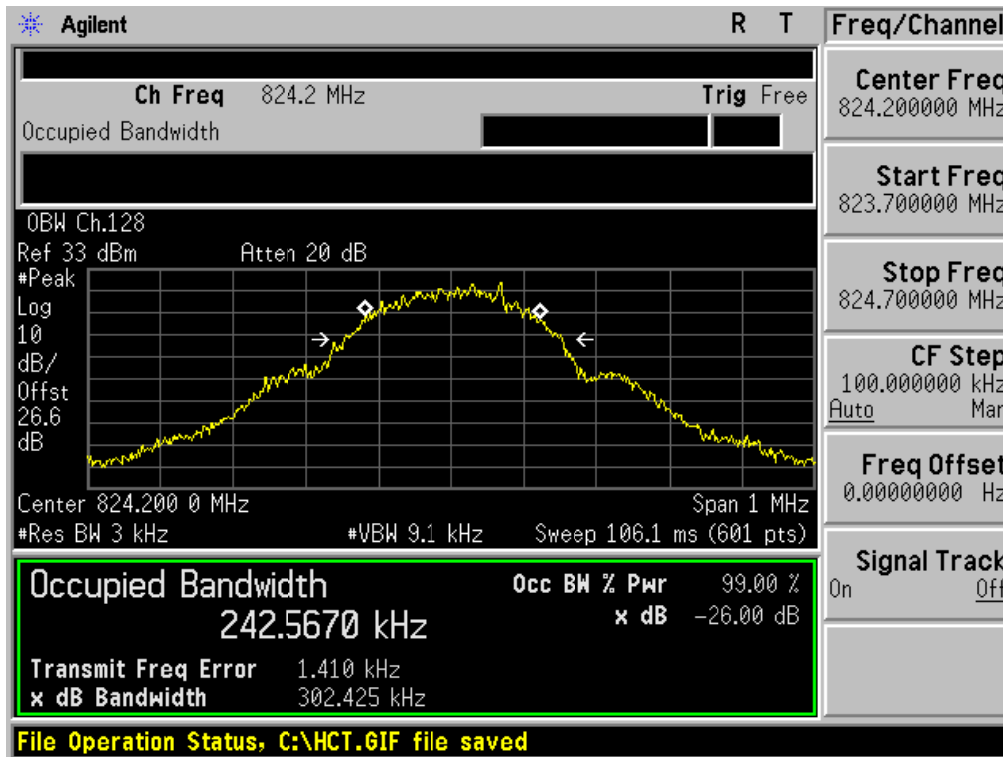 Agilent R T
Ch Freq 824.2 MHz Trig Free
Occupied Bandwidth
OBW Ch.128
Ref 33 dBm Atten 20 dB
#Peak
Log
10
dB/
Offst
26.6
dB
Center 824.200 0 MHz Span 1 MHz
#Res BW 3 kHz #VBW 9.1 kHz Sweep 106.1 ms (601 pts)
Occupied Bandwidth
242.5670 kHz
Occ BW % Pwr 99.00 %
x dB -26.00 dB
Transmit Freq Error 1.410 kHz
x dB Bandwidth 302.425 kHz
File Operation Status, C:\HCT.GIF file saved
Freq/Channel
Center Freq
824.200000 MHz
Start Freq
823.700000 MHz
Stop Freq
824.700000 MHz
CF Step
100.000000 kHz
Auto Man
Freq Offset
0.00000000 Hz
Signal Track
On Off